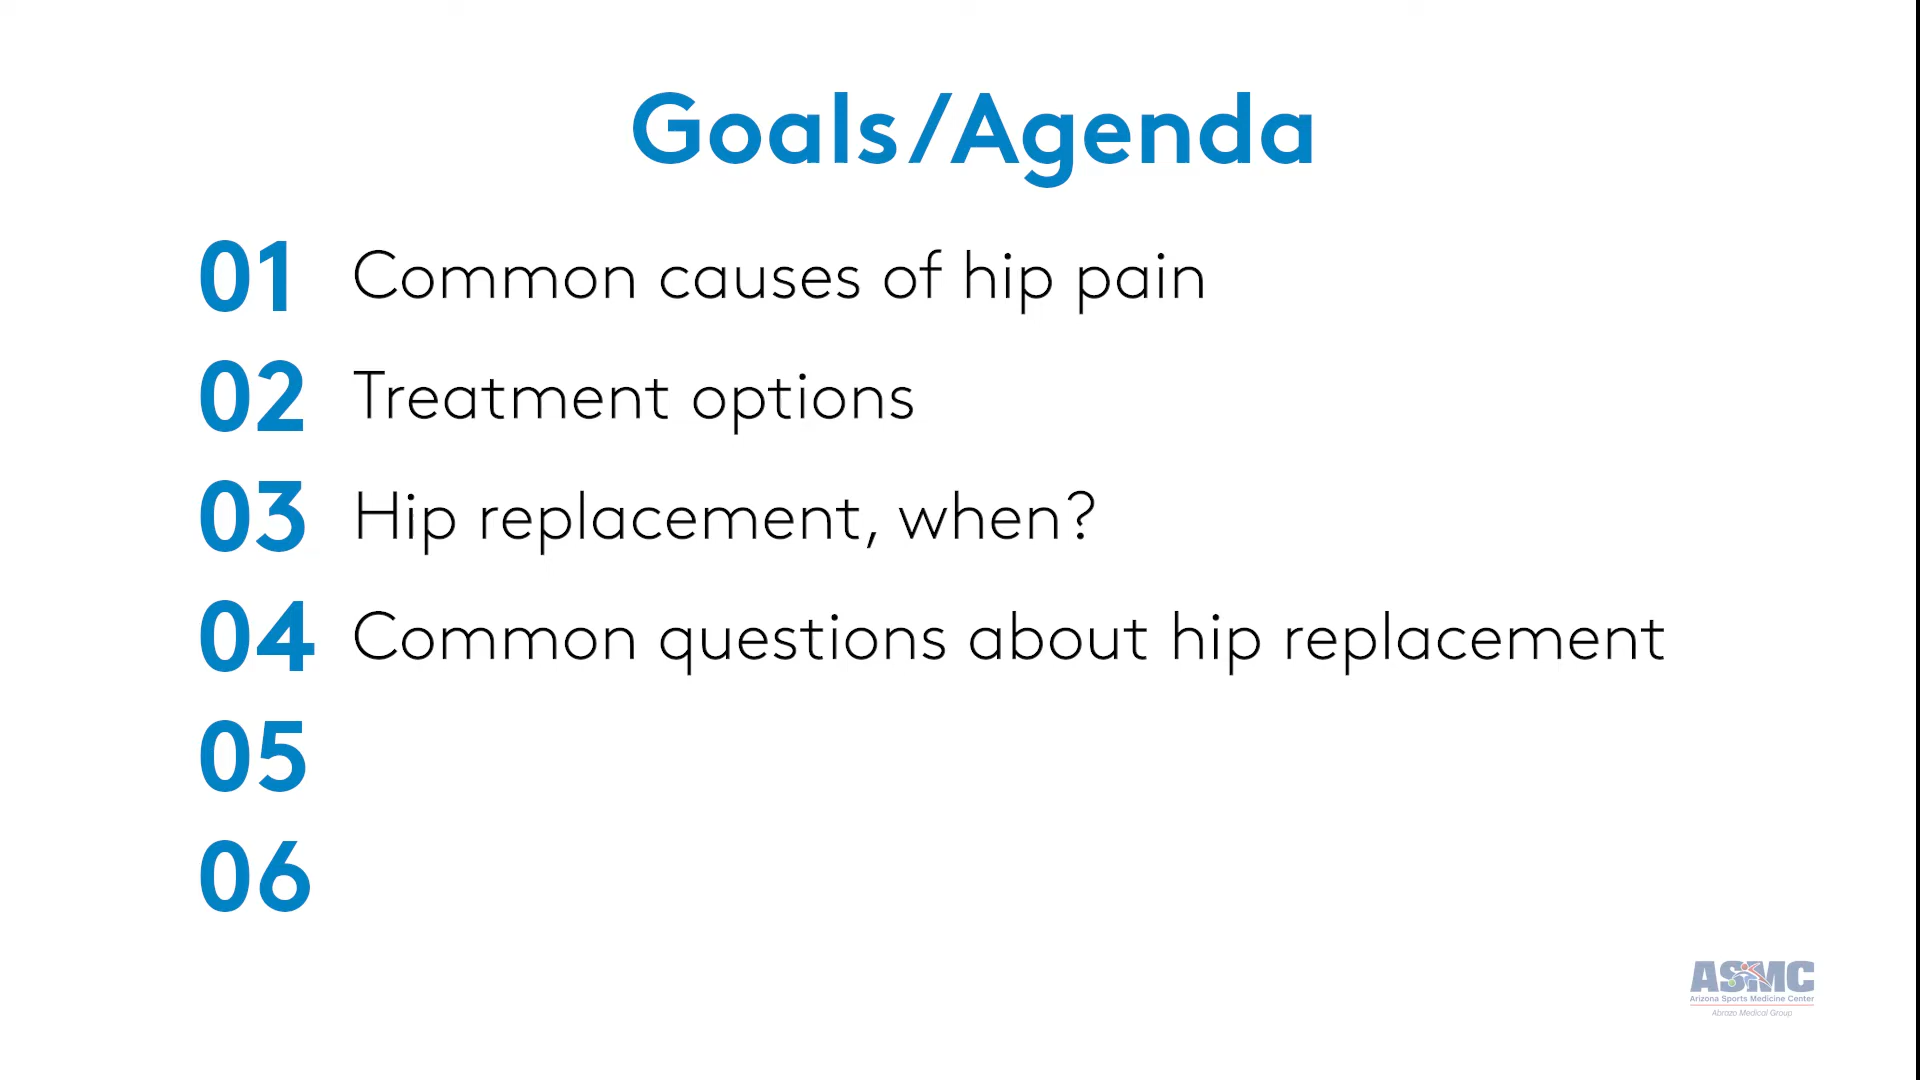 Goals/Agenda
01 Common causes of hip pain
02 Treatment options
03 Hip replacement, when?
04 Common questions about hip replacement
05
06
ASMC
Arizona Sports Medicine Center
Abrazo Medical Group